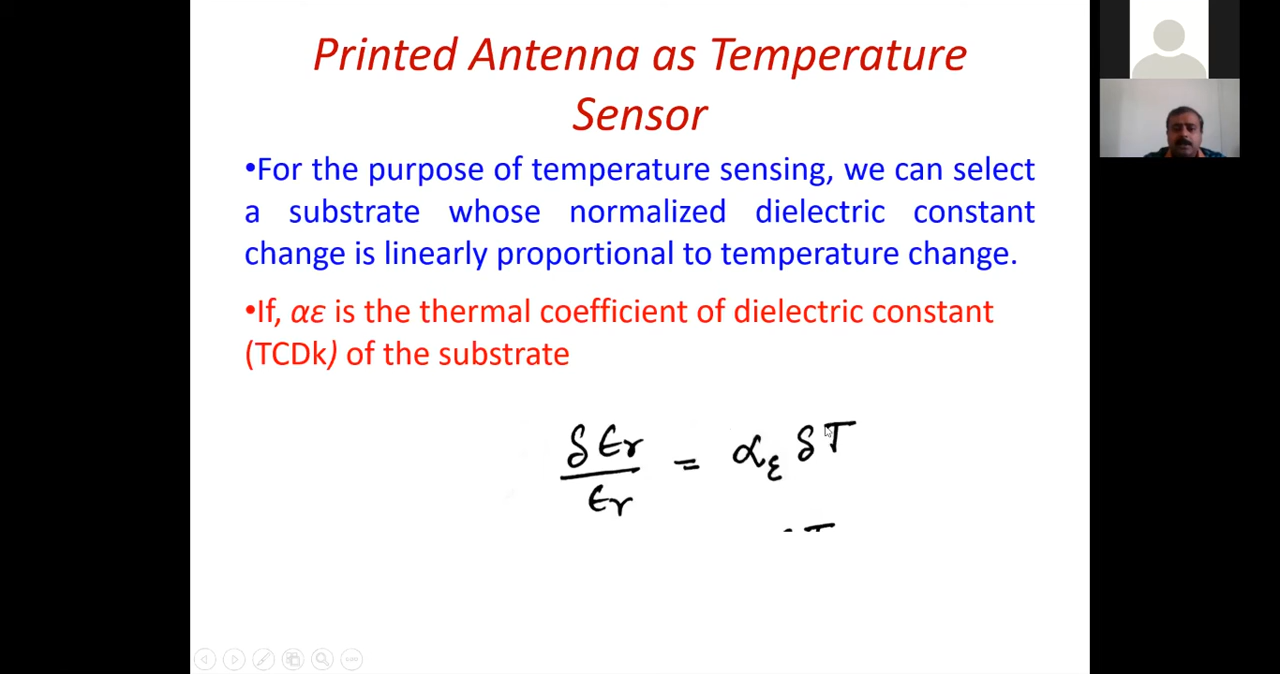 Printed Antenna as Temperature
Sensor
•For the purpose of temperature sensing, we can select
a substrate whose normalized dielectric constant
change is linearly proportional to temperature change.
•If, αε is the thermal coefficient of dielectric constant
(TCDk) of the substrate
δεr/εr = αε δT